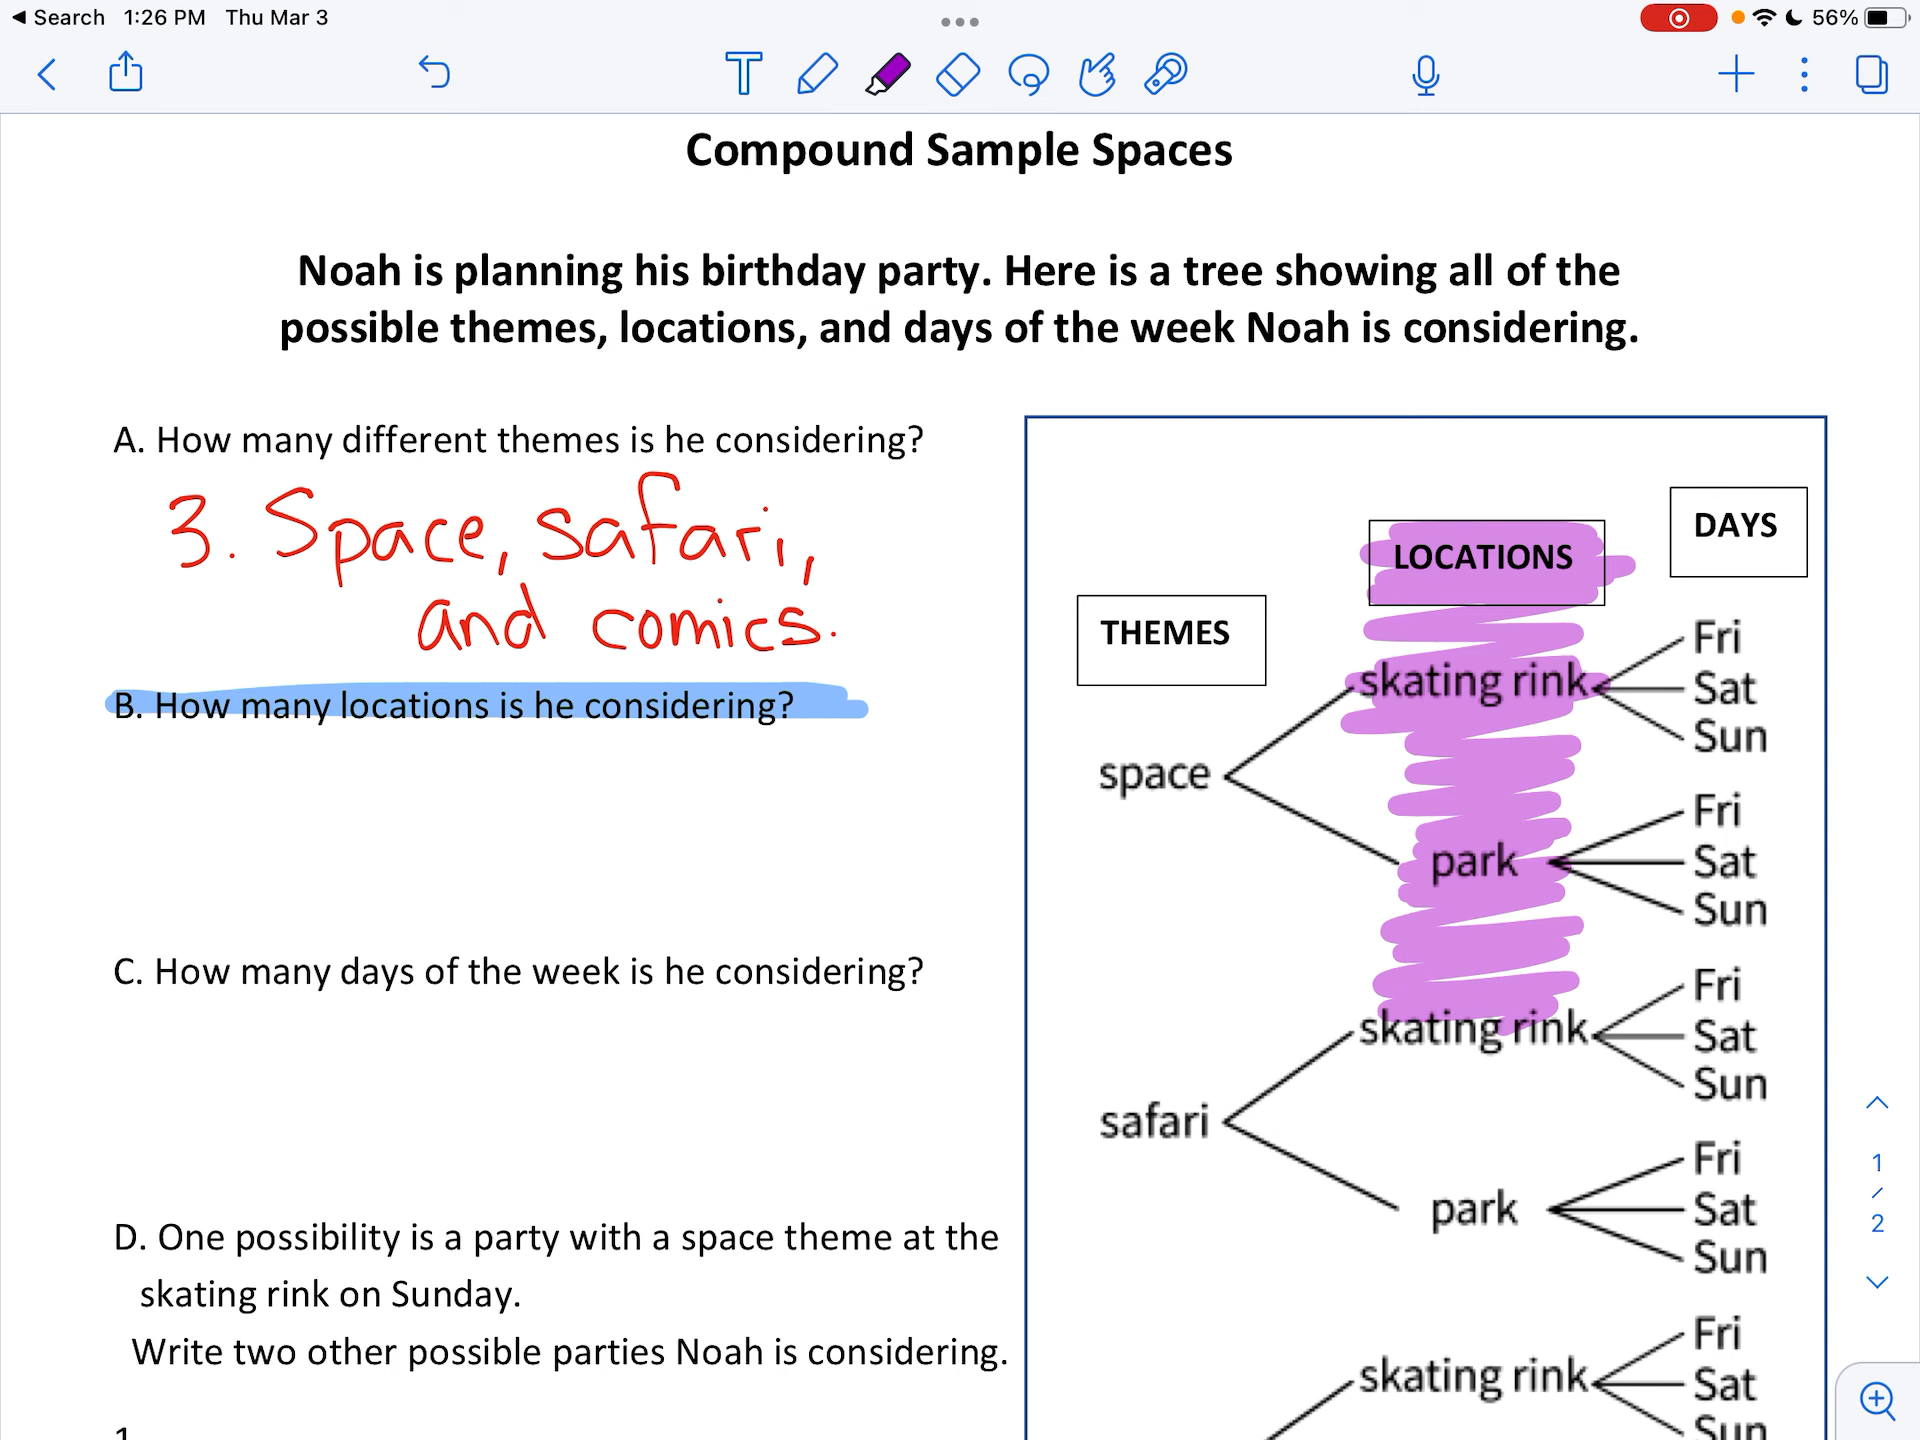 Search 1:26 PM Thu Mar 3
56%
T
Compound Sample Spaces
Noah is planning his birthday party. Here is a tree showing all of the
possible themes, locations, and days of the week Noah is considering.
A. How many different themes is he considering?
3. Space, safari,
and comics.
B. How many locations is he considering?
C. How many days of the week is he considering?
D. One possibility is a party with a space theme at the
skating rink on Sunday.
Write two other possible parties Noah is considering.
1
THEMES
LOCATIONS
DAYS
space
skating rink
Fri
Sat
Sun
park
Fri
Sat
Sun
safari
skating rink
Fri
Sat
Sun
park
Fri
Sat
Sun
skating rink
Fri
Sat
Sun
1
/
2